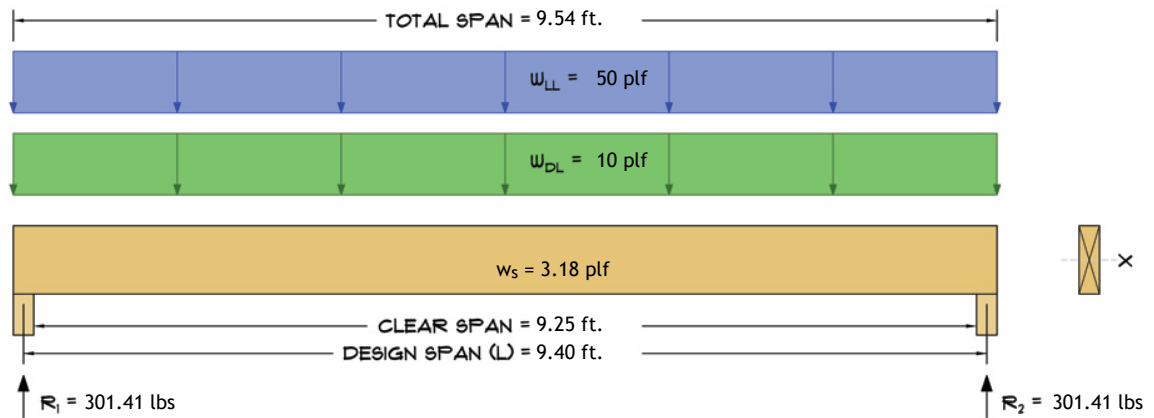 TOTAL SPAN = 9.54 ft.
WLL = 50 plf
WDL = 10 plf
ws = 3.18 plf
X
CLEAR SPAN = 9.25 ft.
DESIGN SPAN (L) = 9.40 ft.
R1 = 301.41 lbs
R2 = 301.41 lbs